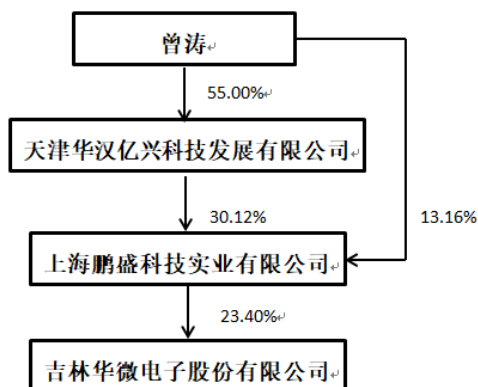 曾涛
55.00%
天津华汉亿兴科技发展有限公司
30.12%
13.16%
上海鹏盛科技实业有限公司
23.40%
吉林华微电子股份有限公司